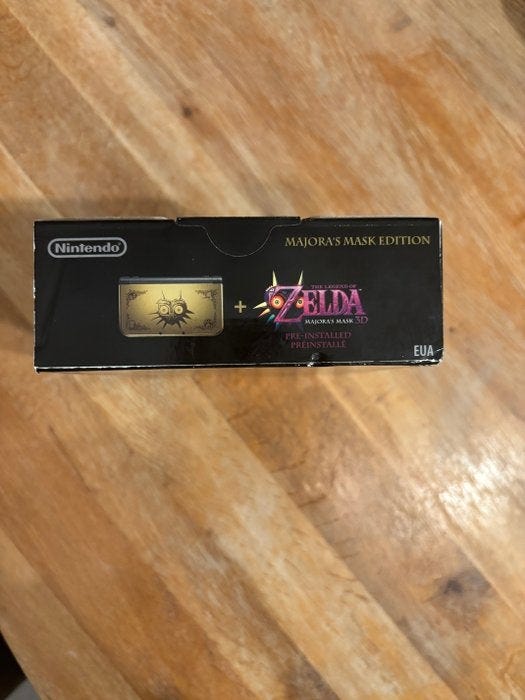 Nintendo
MAJORA'S MASK EDITION
+
THE LEGEND OF
ZELDA
MAJORA'S MASK 3D
PRE-INSTALLED
PRÉINSTALLÉ
EUA